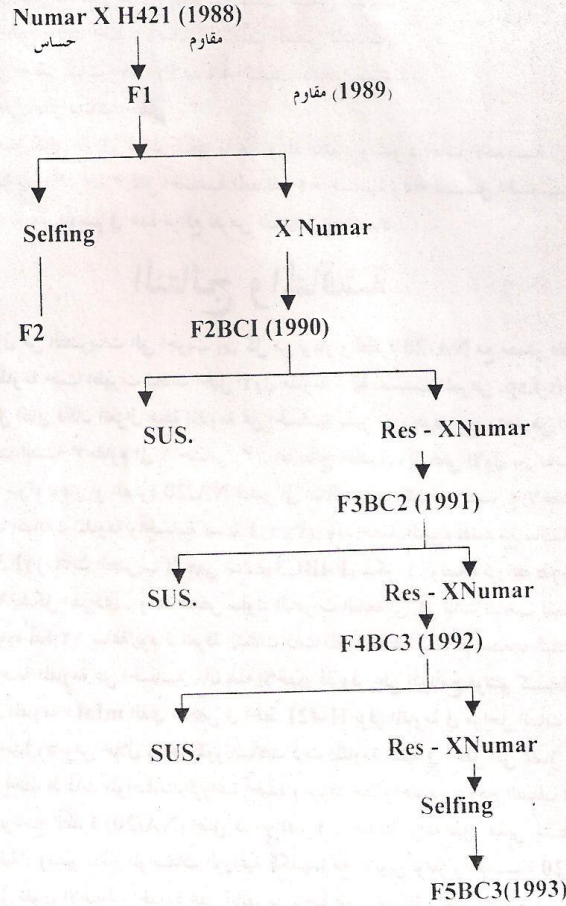 Numar X H421 (1988)
حساس مقاوم
F1 مقاوم (1989)
Selfing X Numar
F2 F2BCI (1990)
SUS. Res - XNumar
F3BC2 (1991)
SUS. Res - XNumar
F4BC3 (1992)
SUS. Res - XNumar
Selfing
F5BC3(1993)